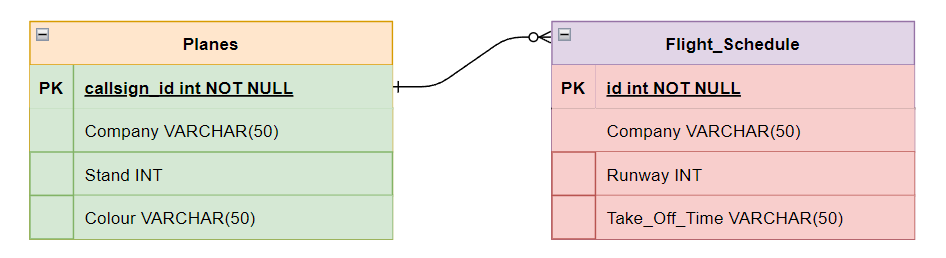 Planes
PK callsign_id int NOT NULL
Company VARCHAR(50)
Stand INT
Colour VARCHAR(50)
Flight_Schedule
PK id int NOT NULL
Company VARCHAR(50)
Runway INT
Take_Off_Time VARCHAR(50)